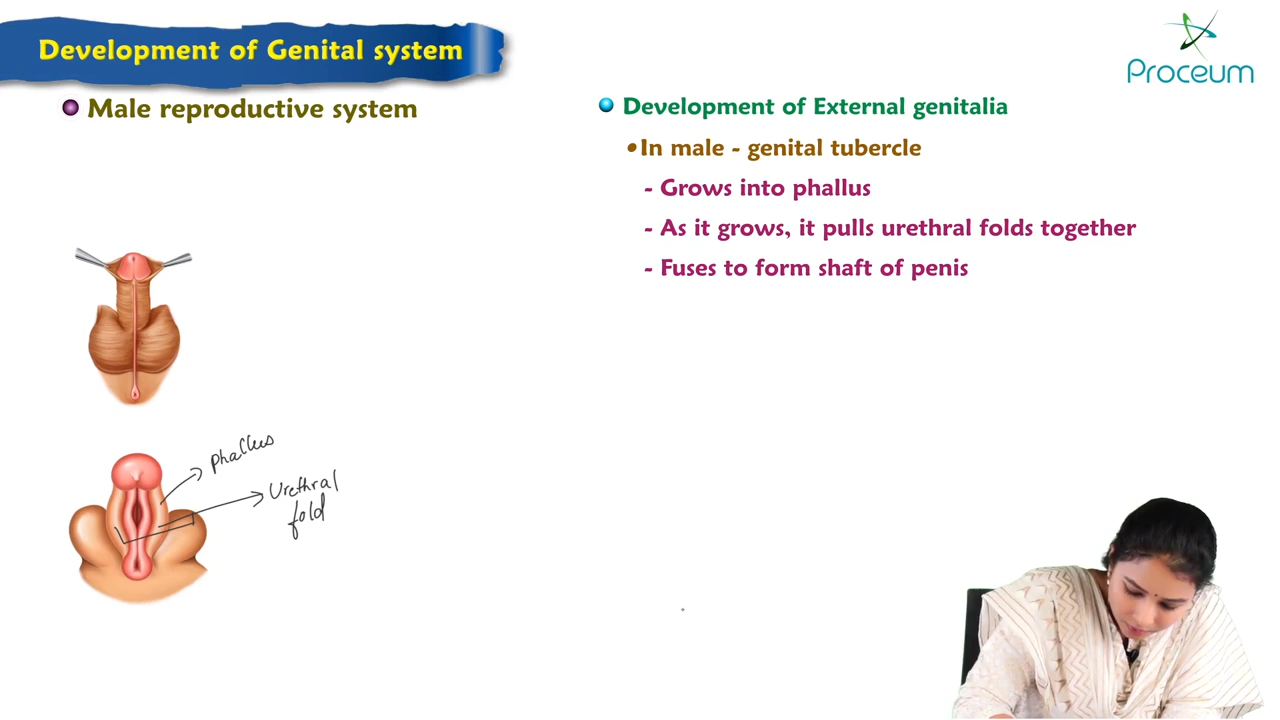 Development of Genital system
Proceum
Male reproductive system
Development of External genitalia
•In male - genital tubercle
- Grows into phallus
- As it grows, it pulls urethral folds together
- Fuses to form shaft of penis
phallus
Urethral
fold